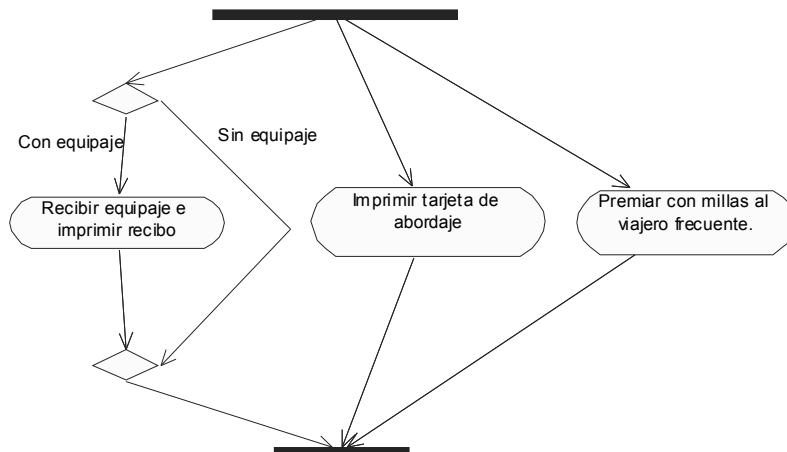 Con equipaje
Sin equipaje
Recibir equipaje e
imprimir recibo
Imprimir tarjeta de
abordaje
Premiar con millas al
viajero frecuente.